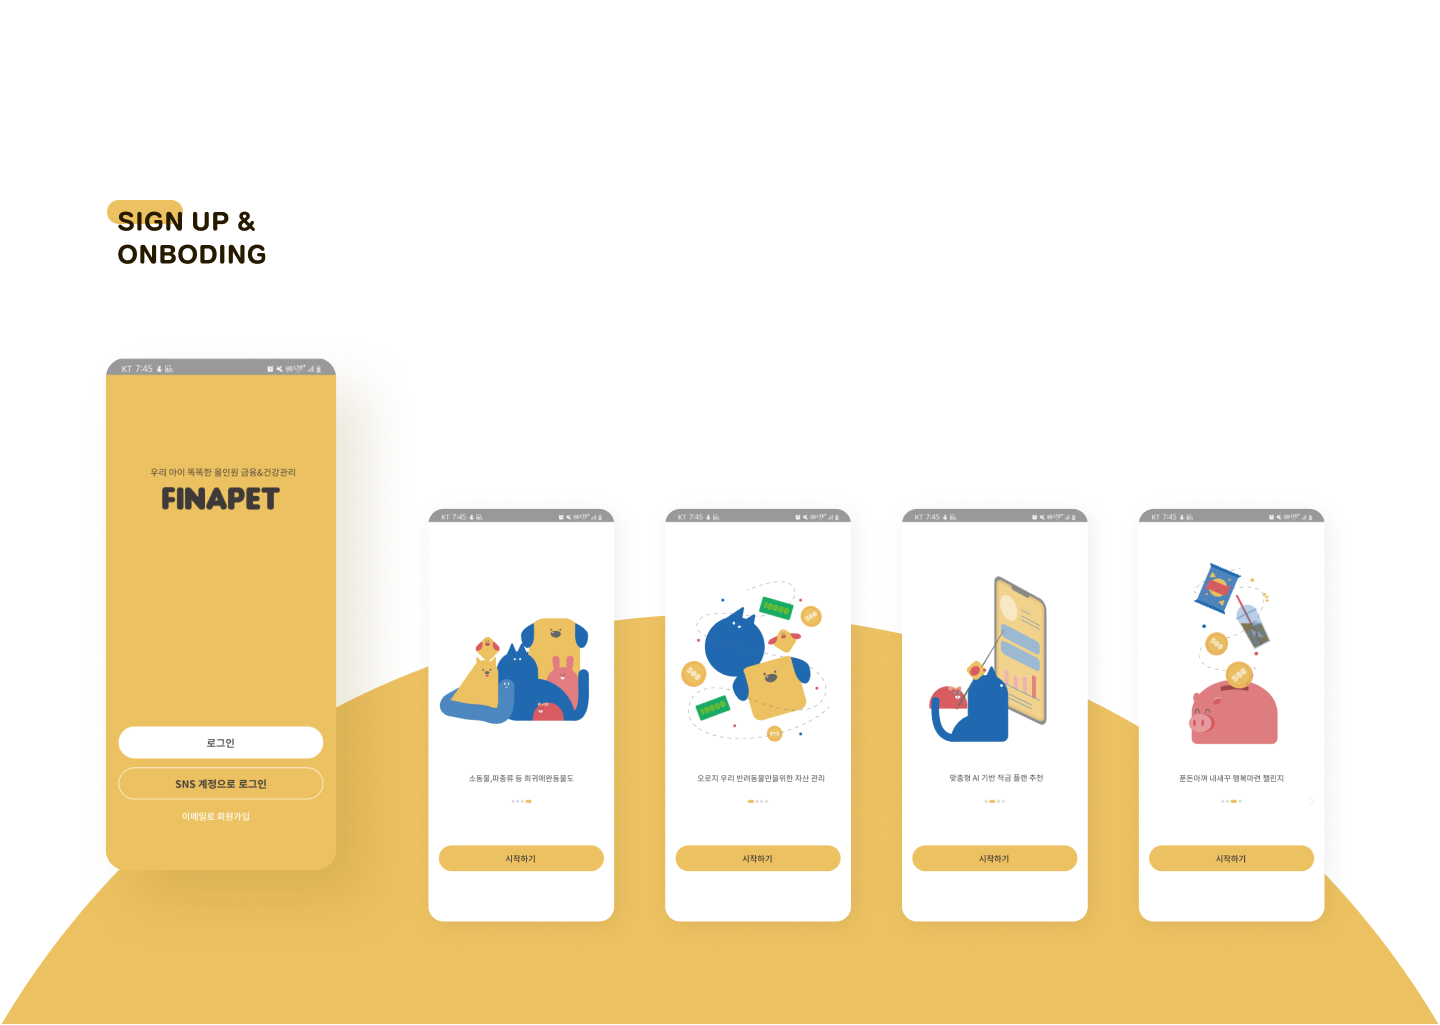 SIGN UP &
ONBODING
KT 7:45
우리 아이 똑똑한 올인원 금융&건강관리
FINAPET
로그인
SNS 계정으로 로그인
이메일로 회원가입
KT 7:45
소동물,파충류 등 희귀애완동물도
시작하기
KT 7:45
10000
500
500
10000
오로지 우리 반려동물만을위한 자산 관리
시작하기
KT 7:45
맞춤형 AI 기반 적금 플랜 추천
시작하기
KT 7:45
500
500
푼돈아껴 내새꾸 행복마련 챌린지
시작하기